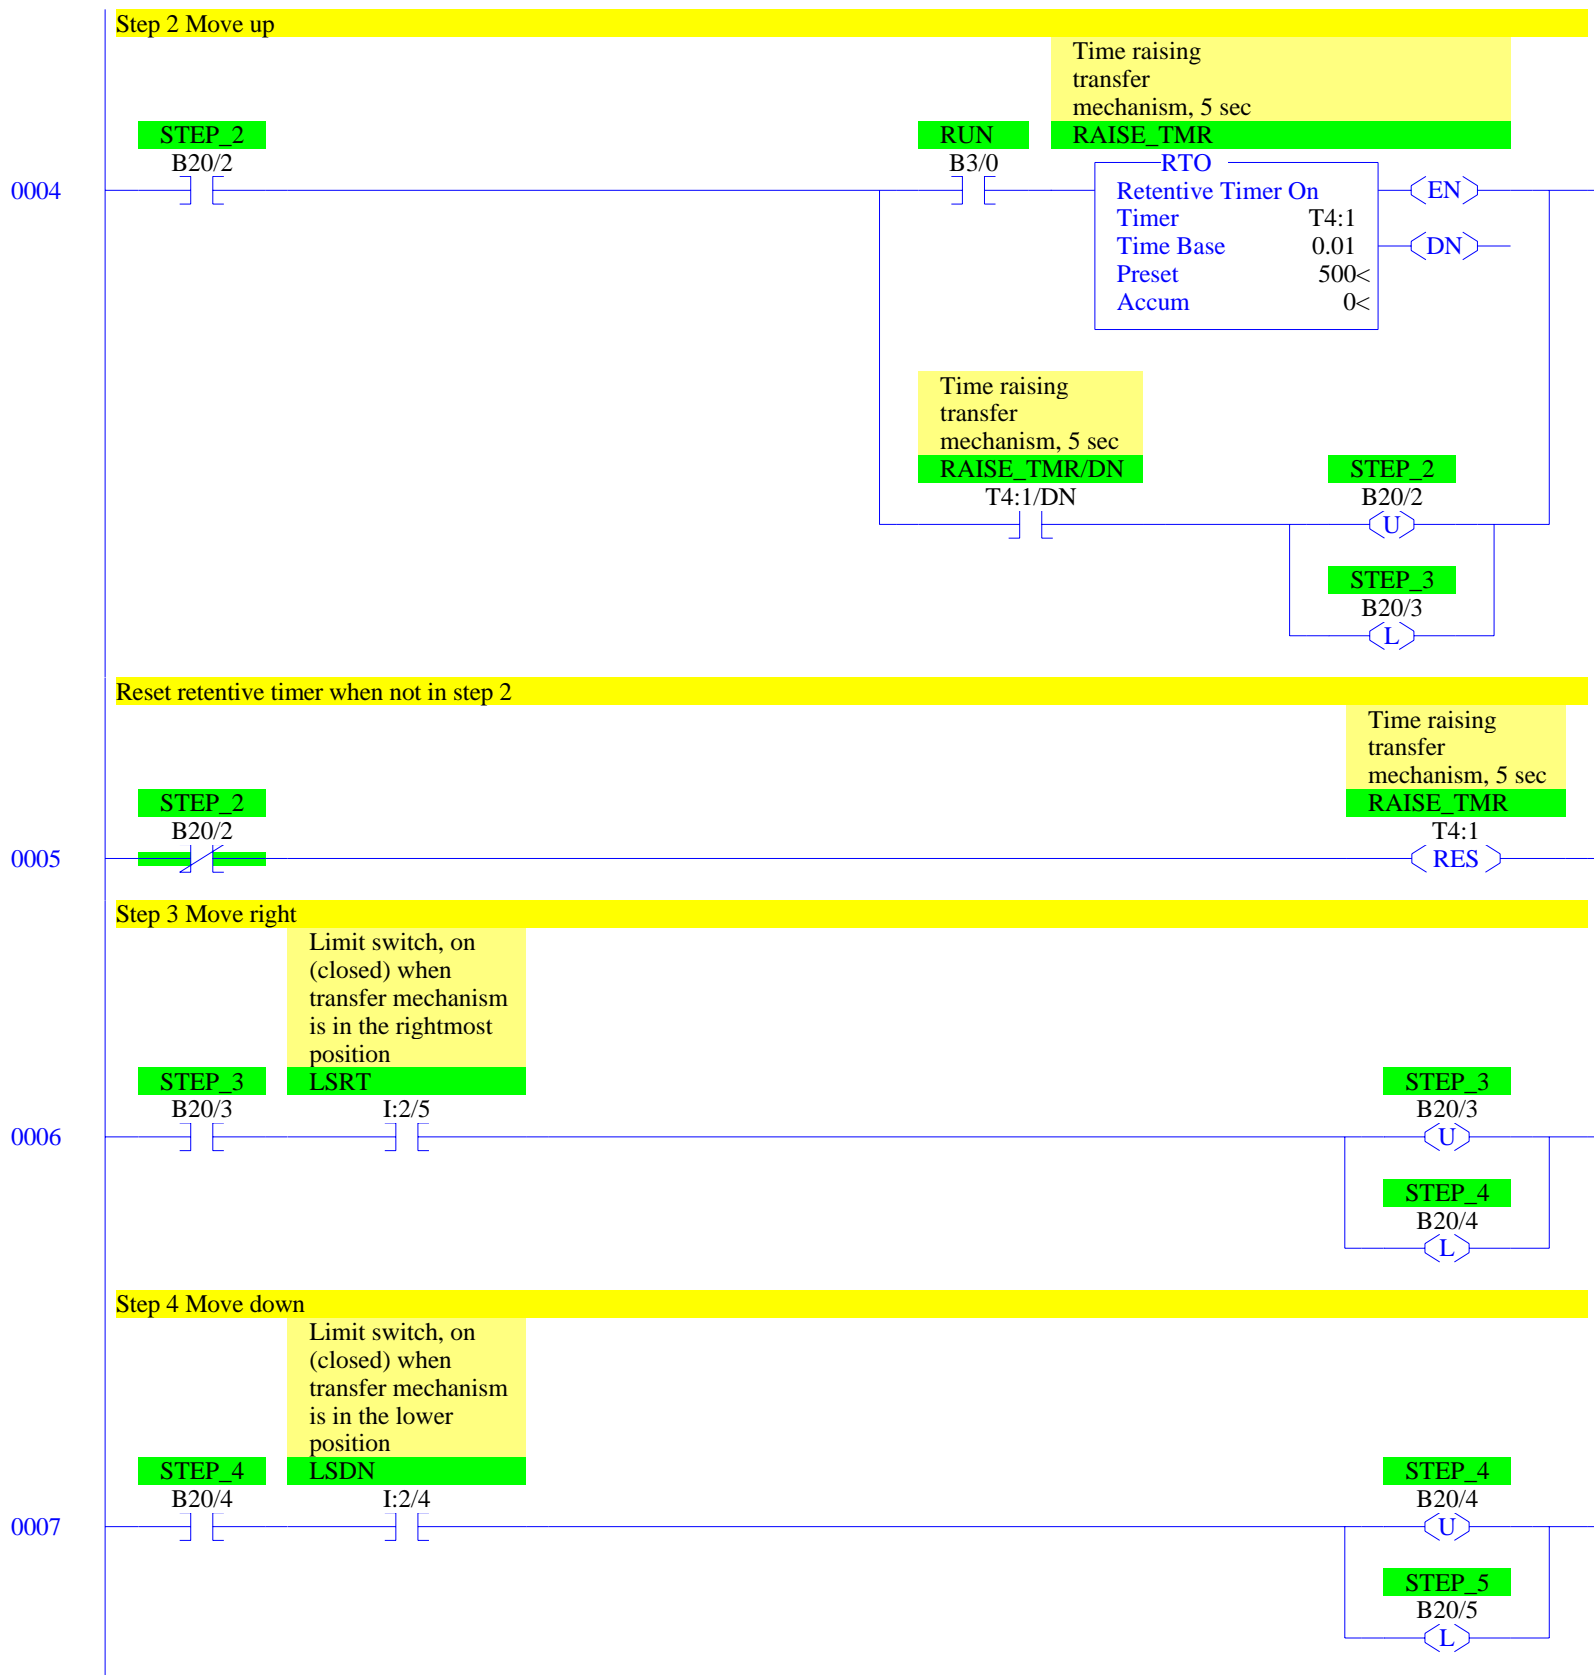 Step 2 Move up
Time raising
transfer
mechanism, 5 sec
STEP_2
RUN
RAISE_TMR
B20/2
B3/0
RTO
0004
Retentive Timer On
EN
Timer T4:1
Time Base 0.01
DN
Preset 500<
Accum 0<
Time raising
transfer
mechanism, 5 sec
RAISE_TMR/DN
STEP_2
T4:1/DN
B20/2
U
STEP_3
B20/3
L
Reset retentive timer when not in step 2
Time raising
transfer
mechanism, 5 sec
STEP_2
RAISE_TMR
B20/2
T4:1
0005
RES
Step 3 Move right
Limit switch, on
(closed) when
transfer mechanism
is in the rightmost
position
STEP_3
LSRT
STEP_3
B20/3
I:2/5
B20/3
0006
U
STEP_4
B20/4
L
Step 4 Move down
Limit switch, on
(closed) when
transfer mechanism
is in the lower
position
STEP_4
LSDN
STEP_4
B20/4
I:2/4
B20/4
0007
U
STEP_5
B20/5
L